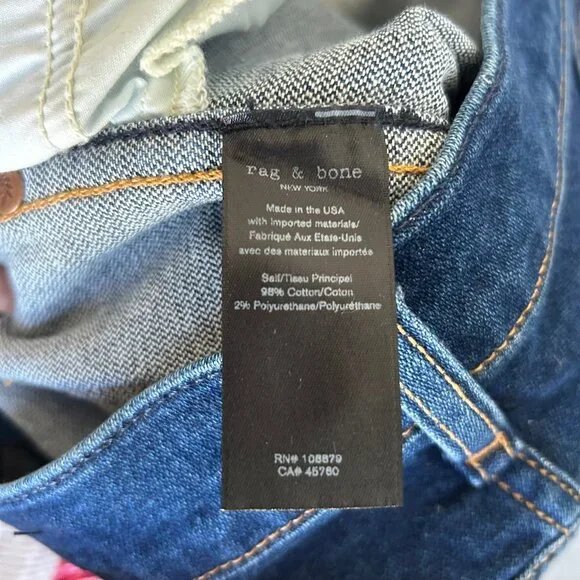 rag & bone
NEW YORK
Made in the USA
with imported materials/
Fabriqué Aux Etats-Unis
avec des materiaux importés
Self/Tissu Principal
98% Cotton/Coton
2% Polyurethane/Polyuréthane
RN# 108879
CA# 45760